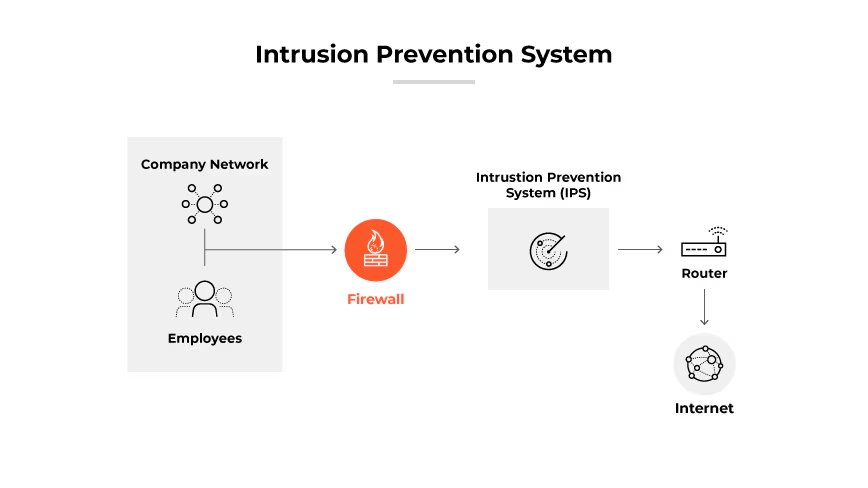 Intrusion Prevention System
Company Network
Employees
Firewall
Intrustion Prevention
System (IPS)
Router
Internet